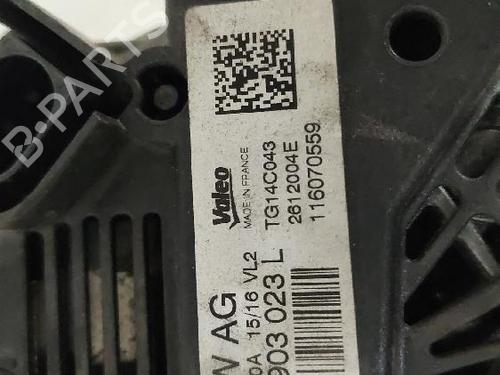 B-PARTS
Valeo
MADE IN FRANCE
TG14C043
2612004E
116070559
W AG
0A 15/16 VL2
903 023 L